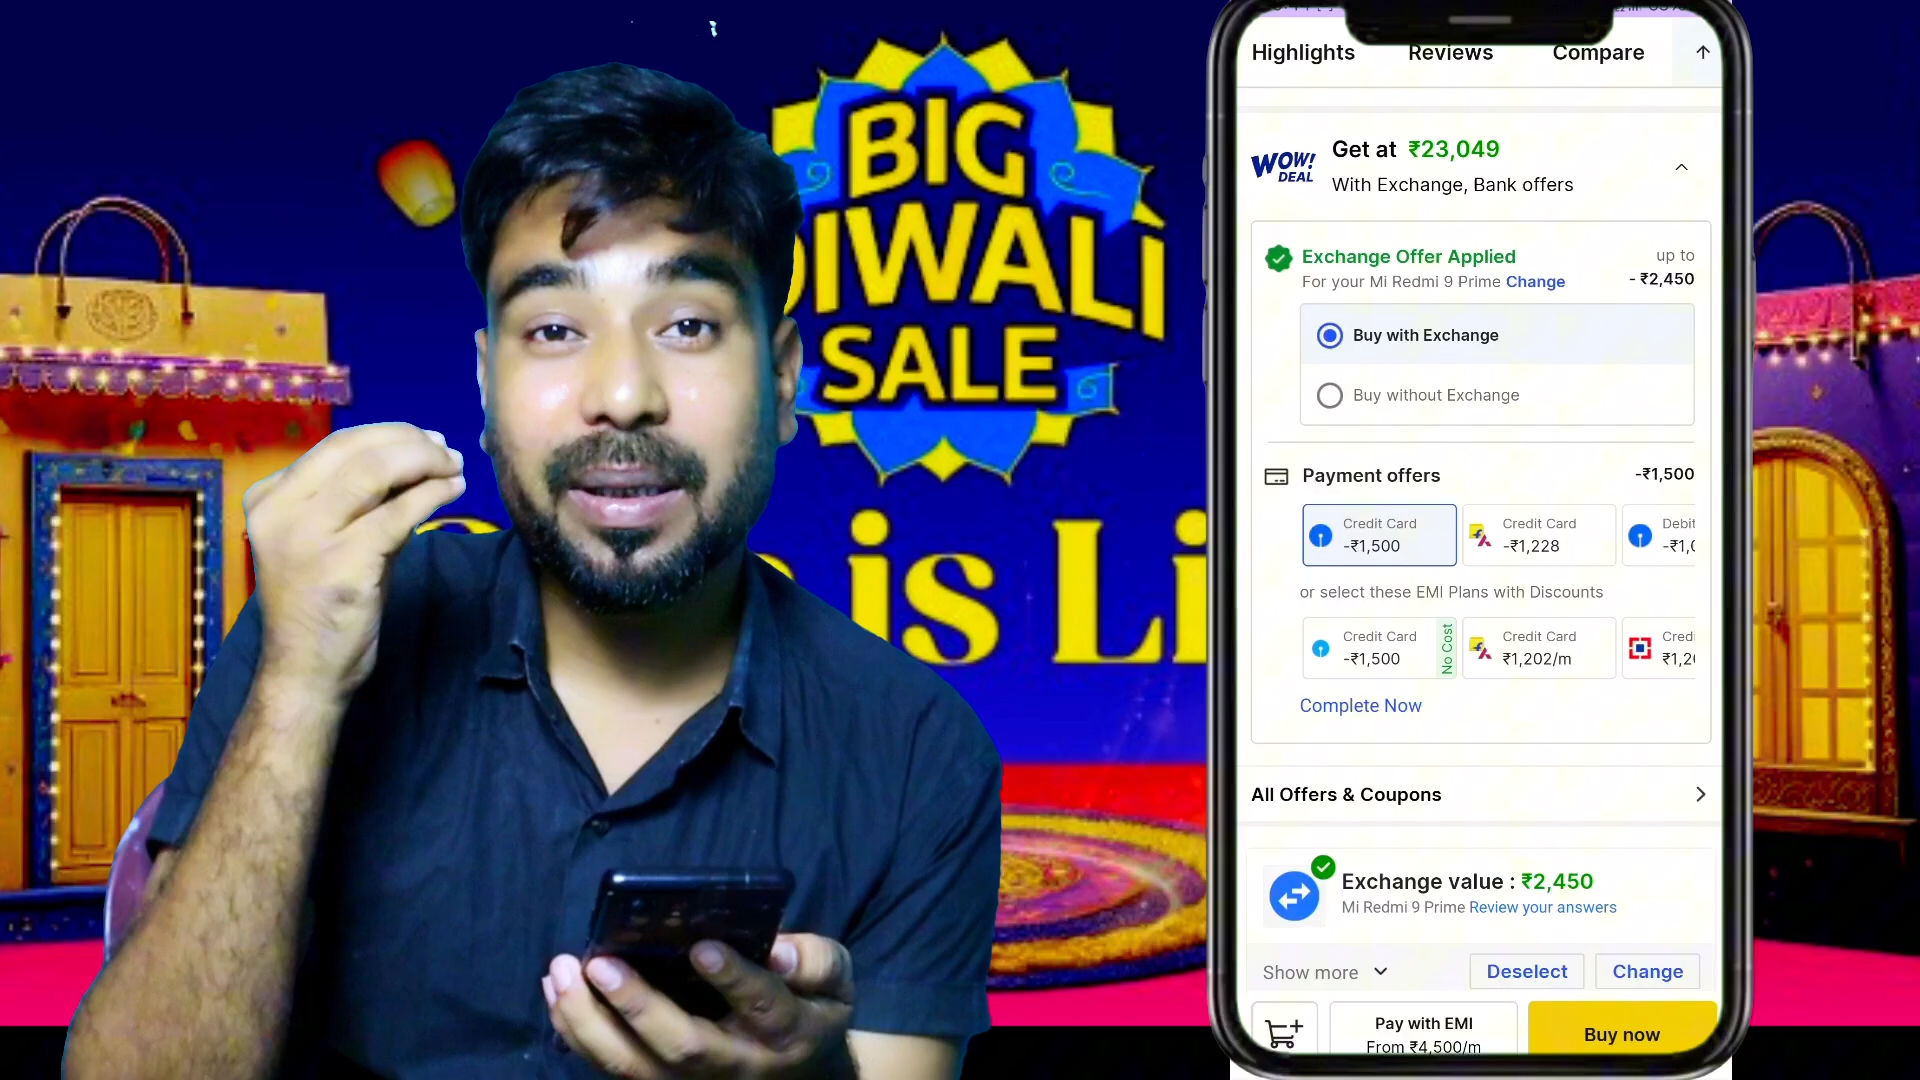 BIG
DIWALI
SALE
is Li
Highlights
Reviews
Compare
WOW!
DEAL
Get at ₹23,049
With Exchange, Bank offers
Exchange Offer Applied
up to
For your Mi Redmi 9 Prime Change
- ₹2,450
Buy with Exchange
Buy without Exchange
Payment offers
-₹1,500
Credit Card
-₹1,500
Credit Card
-₹1,228
Debit
-₹1,0
or select these EMI Plans with Discounts
Credit Card
-₹1,500
No Cost
Credit Card
₹1,202/m
Credi
₹1,20
Complete Now
All Offers & Coupons
Exchange value : ₹2,450
Mi Redmi 9 Prime Review your answers
Show more
Deselect
Change
Pay with EMI
From ₹4,500/m
Buy now